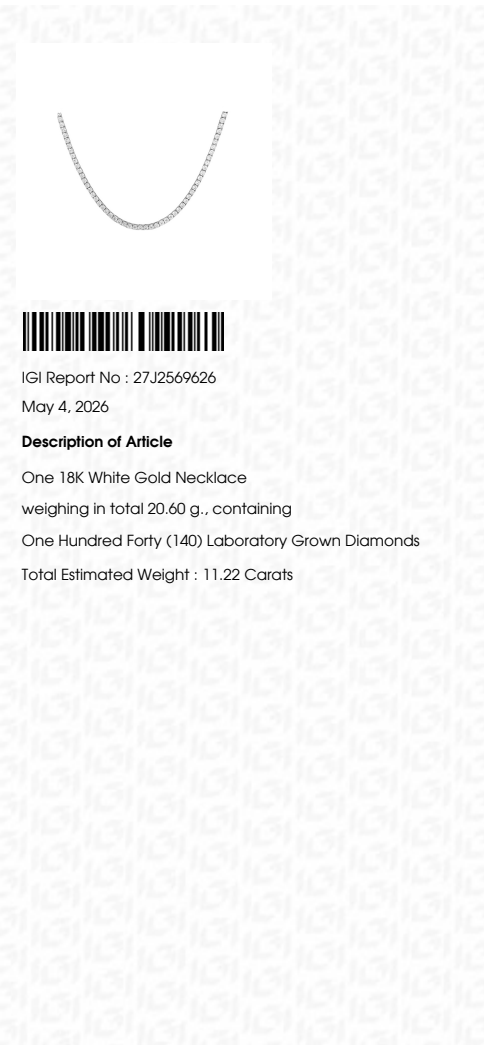 IGI Report No : 27J2569626
May 4, 2026
Description of Article
One 18K White Gold Necklace
weighing in total 20.60 g., containing
One Hundred Forty (140) Laboratory Grown Diamonds
Total Estimated Weight : 11.22 Carats